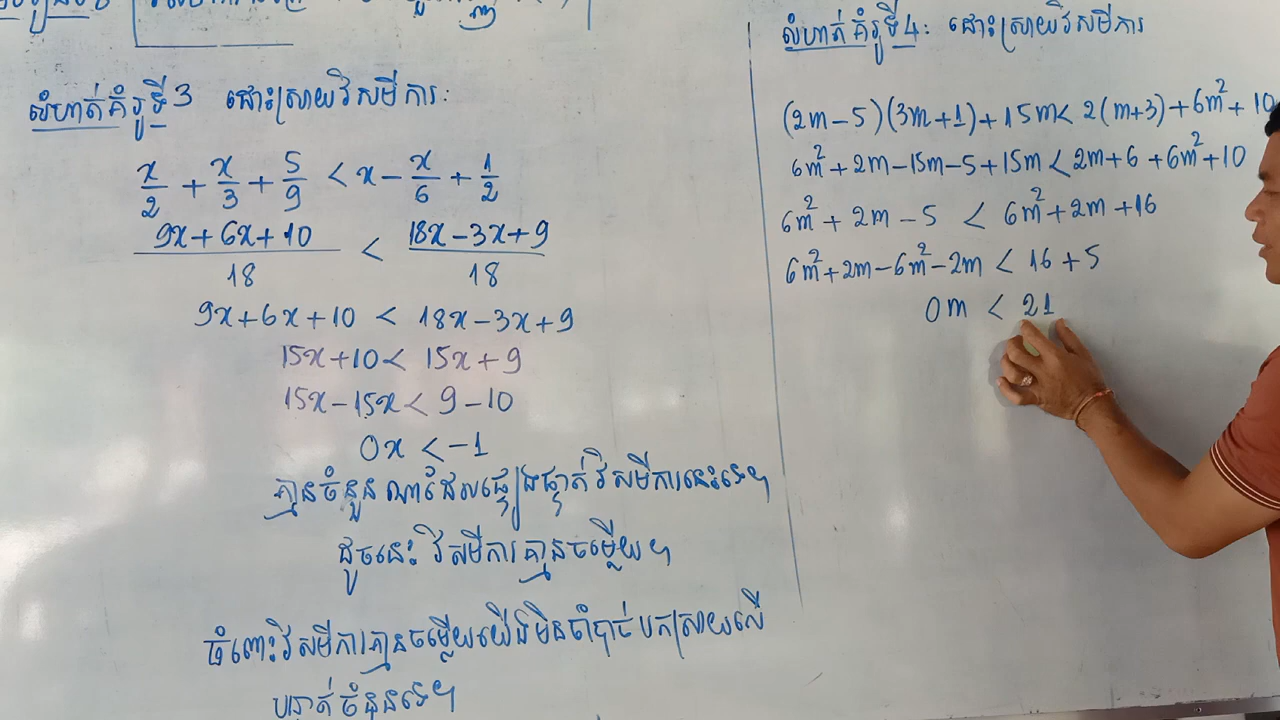 លំហាត់គំរូទី3 ដោះស្រាយវិសមីការ:
x/2 + x/3 + 5/9 < x - x/6 + 1/2
9x+6x+10/18 < 18x-3x+9/18
9x+6x+10 < 18x-3x+9
15x+10 < 15x+9
15x-15x < 9-10
0x < -1
គ្មានចំនួនណាដែលផ្ទៀងផ្ទាត់វិសមីការនេះទេ។
ដូចនេះ វិសមីការគ្មានចម្លើយ។
ចំពោះវិសមីការគ្មានចម្លើយយើងមិនចាំបាច់បកស្រាយលើ
បន្ទាត់ចំនួនទេ។
លំហាត់គំរូទី4: ដោះស្រាយវិសមីការ
(2m-5)(3m+1)+15m < 2(m+3)+6m²+10
6m²+2m-15m-5+15m < 2m+6+6m²+10
6m²+2m-5 < 6m²+2m+16
6m²+2m-6m²-2m < 16+5
0m < 21